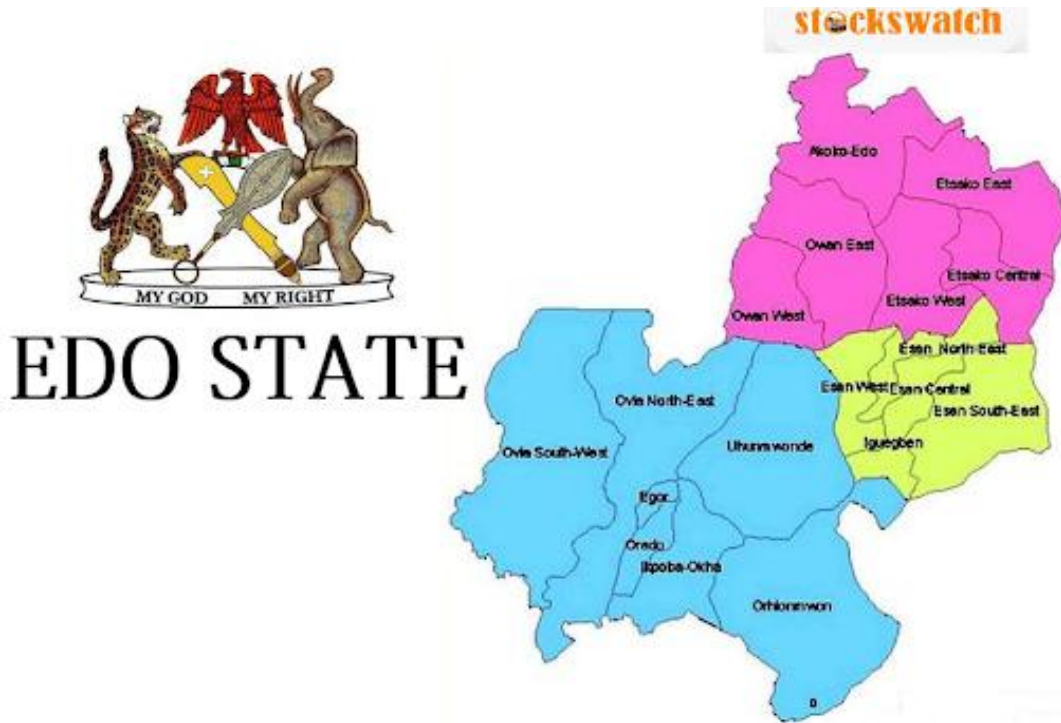 stockswatch
MY GOD MY RIGHT
EDO STATE
Akoko-Edo
Etsako East
Owan East
Etsako Central
Etsako West
Owan West
Esan North-East
Esan West
Esan Central
Esan South-East
Iguegben
Ovia North-East
Uhunmwonde
Ovia South-West
Egor
Oredo
Ikpoba-Okha
Orhionmwon
0